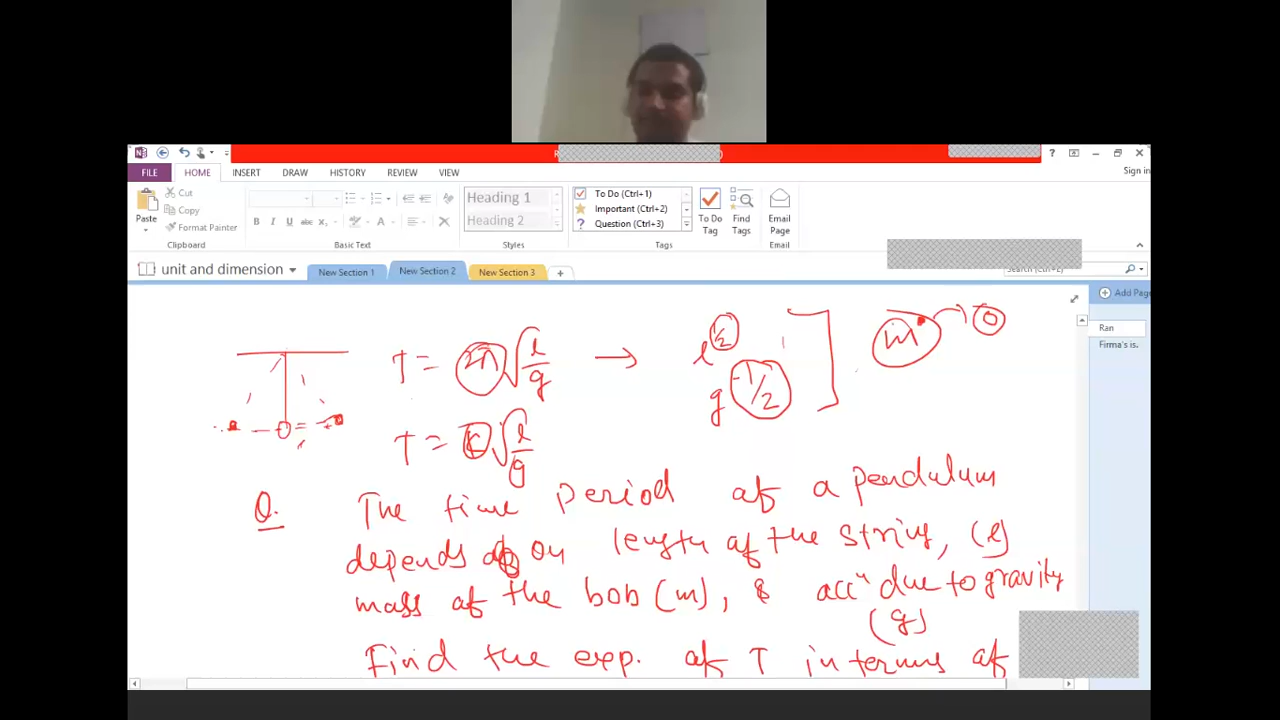 FILE HOME INSERT DRAW HISTORY REVIEW VIEW
Sign in
Paste
Cut
Copy
Format Painter
Clipboard
B I U abc
Basic Text
Heading 1
Heading 2
Styles
To Do (Ctrl+1)
Important (Ctrl+2)
Question (Ctrl+3)
Tags
To Do Tag
Find Tags
Email Page
Email
unit and dimension New Section 1 New Section 2 New Section 3
Search (Ctrl+E)
Add Page
Ran
Firma's is.
T = 2π√(l/g) → l^(1/2) g^(-1/2) ] m → 0
T = K√(l/g)
Q. The time period of a pendulum
depends on length of the string, (l)
mass of the bob (m), & accⁿ due to gravity
(g)
Find the exp. of T in terms of